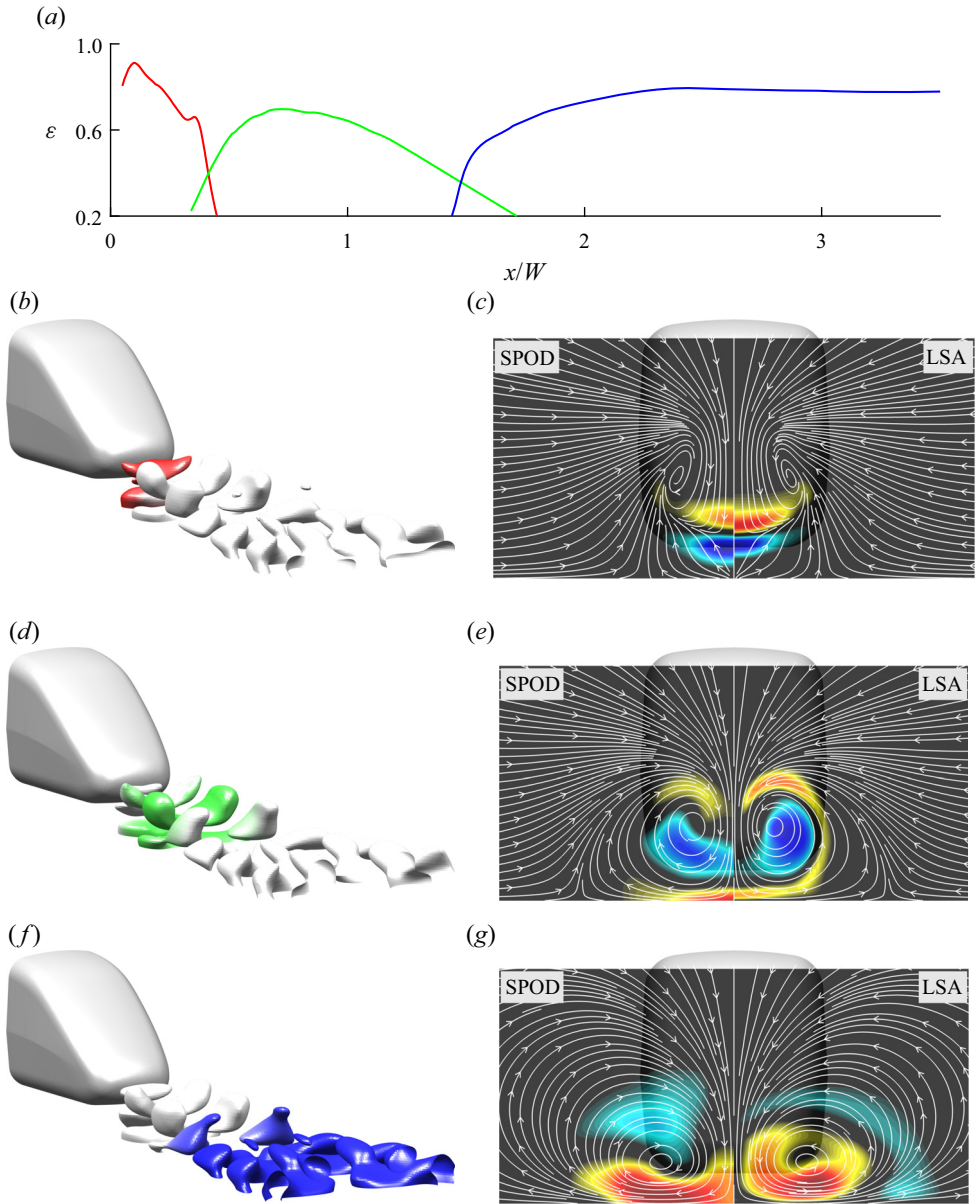 (a)
1.0
ε
0.6
0.2
0
1
2
3
x/W
(b)
(c)
SPOD
LSA
(d)
(e)
SPOD
LSA
(f)
(g)
SPOD
LSA